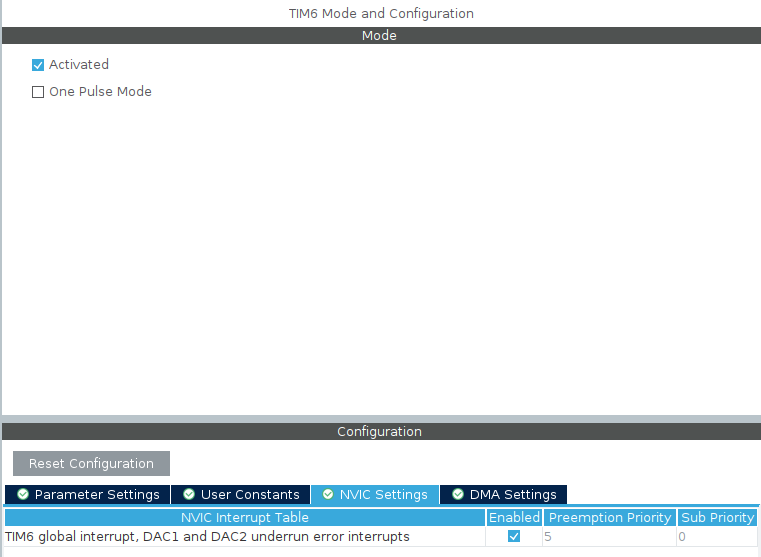 TIM6 Mode and Configuration
Mode
Activated
One Pulse Mode
Configuration
Reset Configuration
Parameter Settings User Constants NVIC Settings DMA Settings
NVIC Interrupt Table Enabled Preemption Priority Sub Priority
TIM6 global interrupt, DAC1 and DAC2 underrun error interrupts 5 0